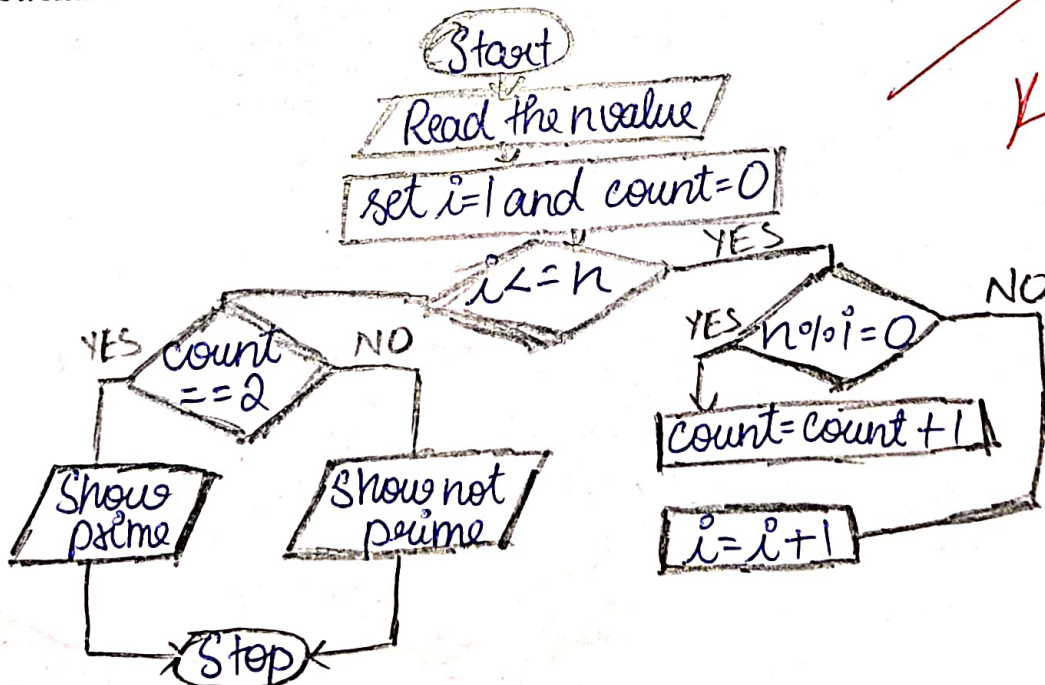 Start
Read the n value
set i=1 and count=0
i<=n
YES
NO
YES
n%i=0
YES
count
==2
NO
count=count+1
Show
prime
Show not
prime
i=i+1
Stop